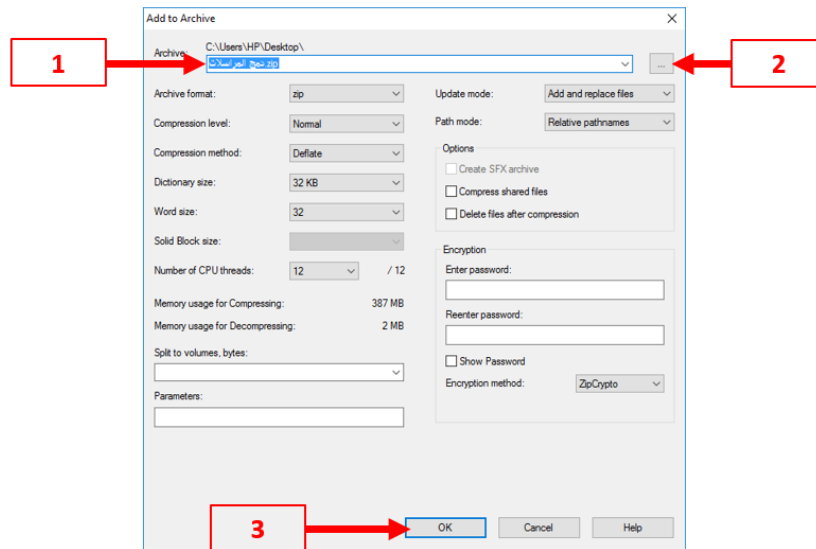 Add to Archive
C:\Users\HP\Desktop\
Archive:
دمج المراسلات.zip
...
1
2
Archive format:
zip
Update mode:
Add and replace files
Compression level:
Normal
Path mode:
Relative pathnames
Compression method:
Deflate
Options
Create SFX archive
Dictionary size:
32 KB
Compress shared files
Word size:
32
Delete files after compression
Solid Block size:
Encryption
Number of CPU threads:
12
/ 12
Enter password:
Memory usage for Compressing:
387 MB
Reenter password:
Memory usage for Decompressing:
2 MB
Split to volumes, bytes:
Show Password
Encryption method:
ZipCrypto
Parameters:
3
OK
Cancel
Help